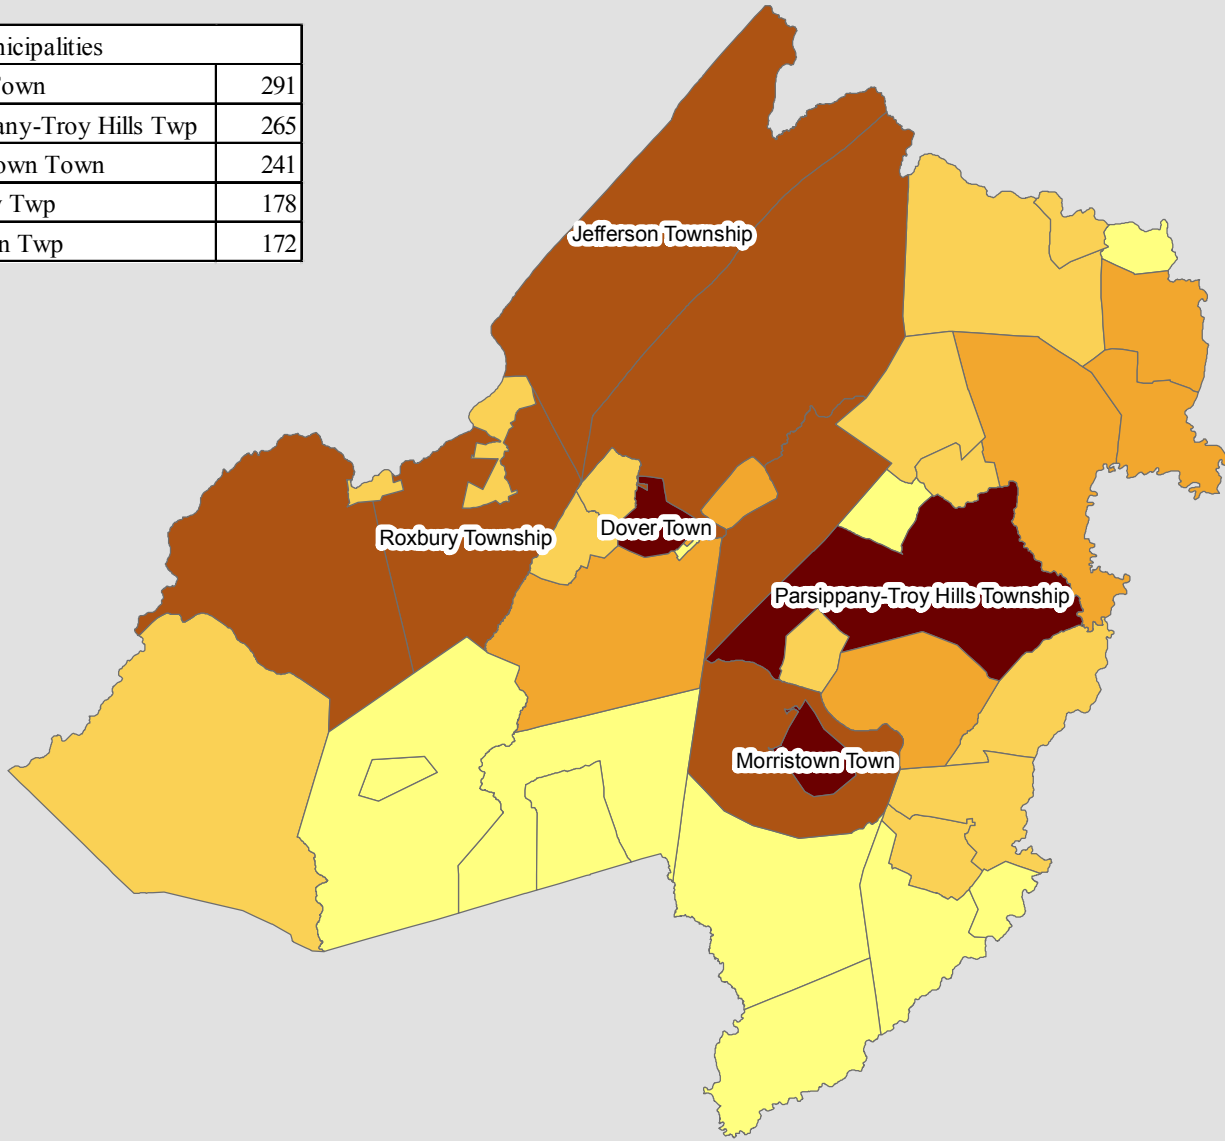 nicipalities
Town 291
any-Troy Hills Twp 265
own Town 241
y Twp 178
n Twp 172
Jefferson Township
Roxbury Township
Dover Town
Parsippany-Troy Hills Township
Morristown Town